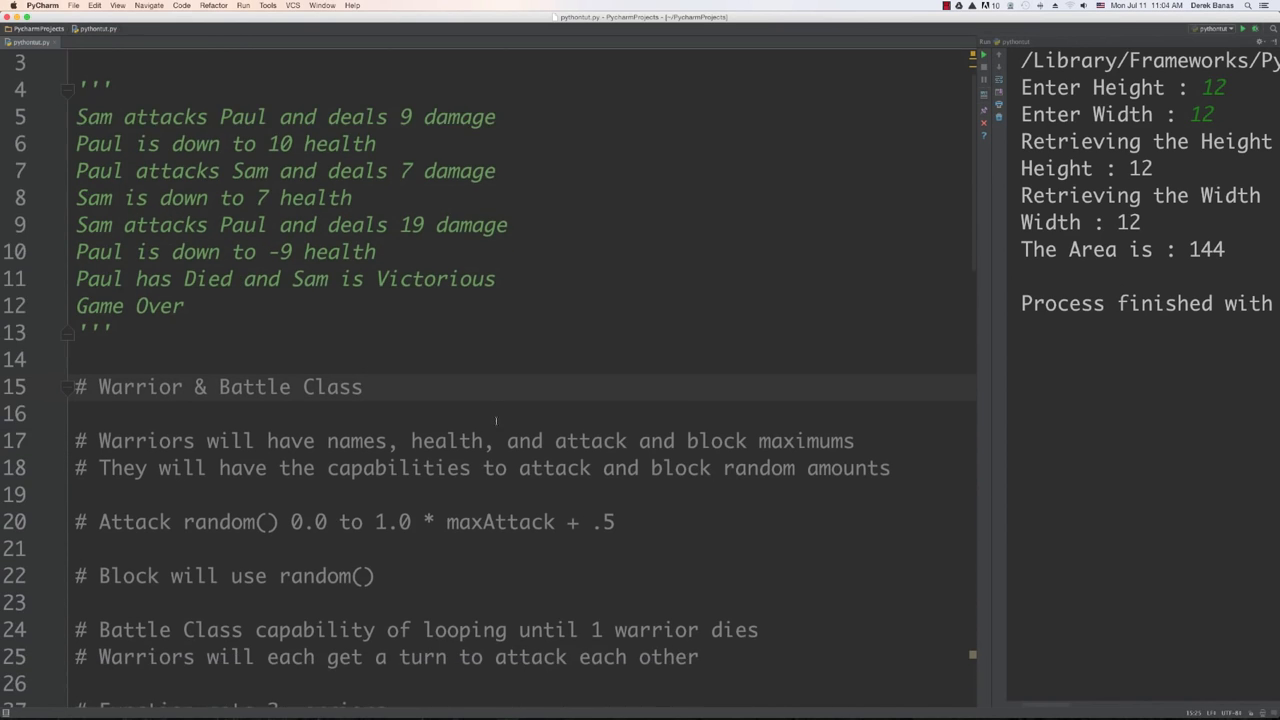 PyCharm File Edit View Navigate Code Refactor Run Tools VCS Window Help 10 Mon Jul 11 11:04 AM Derek Banas
pythontut.py - PycharmProjects - [~/PycharmProjects]
PycharmProjects pythontut.py pythontut
pythontut.py Run: pythontut
3
4 '''
5 Sam attacks Paul and deals 9 damage
6 Paul is down to 10 health
7 Paul attacks Sam and deals 7 damage
8 Sam is down to 7 health
9 Sam attacks Paul and deals 19 damage
10 Paul is down to -9 health
11 Paul has Died and Sam is Victorious
12 Game Over
13 '''
14
15 # Warrior & Battle Class
16
17 # Warriors will have names, health, and attack and block maximums
18 # They will have the capabilities to attack and block random amounts
19
20 # Attack random() 0.0 to 1.0 * maxAttack + .5
21
22 # Block will use random()
23
24 # Battle Class capability of looping until 1 warrior dies
25 # Warriors will each get a turn to attack each other
26
/Library/Frameworks/Py
Enter Height : 12
Enter Width : 12
Retrieving the Height
Height : 12
Retrieving the Width
Width : 12
The Area is : 144
Process finished with
15:25 LF÷ UTF-8÷